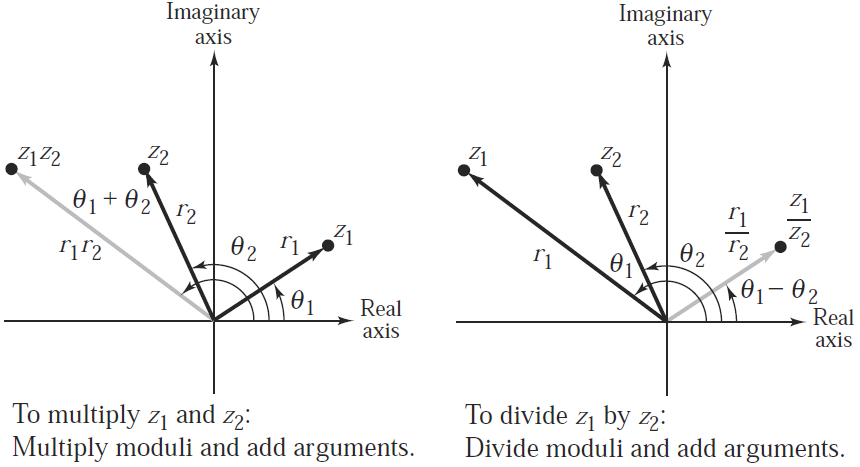 Imaginary
axis
z₁z₂
z₂
θ₁ + θ₂
r₂
r₁r₂
θ₂
r₁
z₁
θ₁
Real
axis
To multiply z₁ and z₂:
Multiply moduli and add arguments.
Imaginary
axis
z₁
z₂
r₂
r₁
θ₁
θ₂
r₁
r₂
z₁
z₂
θ₁ − θ₂
Real
axis
To divide z₁ by z₂:
Divide moduli and add arguments.